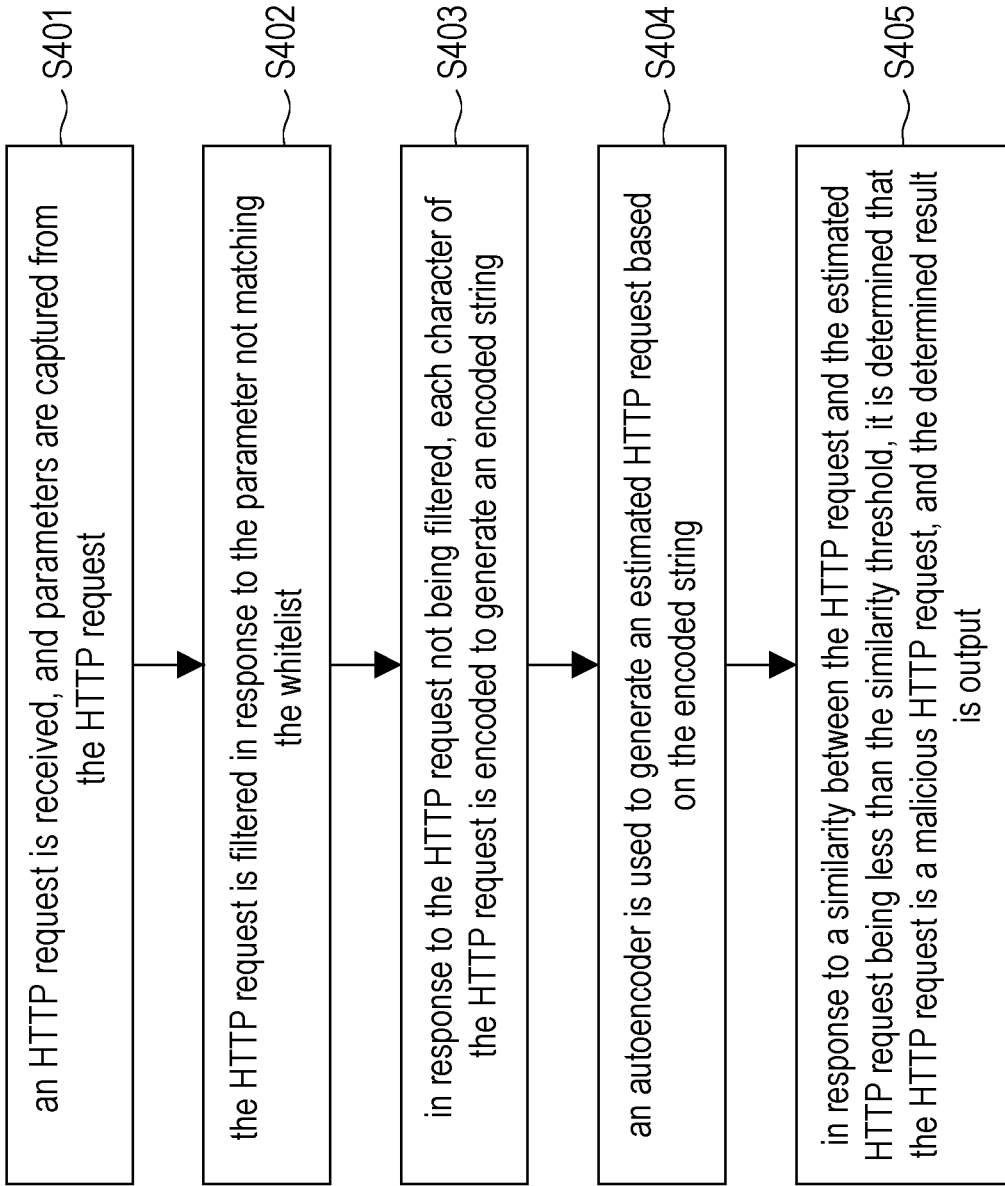 an HTTP request is received, and parameters are captured from
the HTTP request
S401
the HTTP request is filtered in response to the parameter not matching
the whitelist
S402
in response to the HTTP request not being filtered, each character of
the HTTP request is encoded to generate an encoded string
S403
an autoencoder is used to generate an estimated HTTP request based
on the encoded string
S404
in response to a similarity between the HTTP request and the estimated
HTTP request being less than the similarity threshold, it is determined that
the HTTP request is a malicious HTTP request, and the determined result
is output
S405